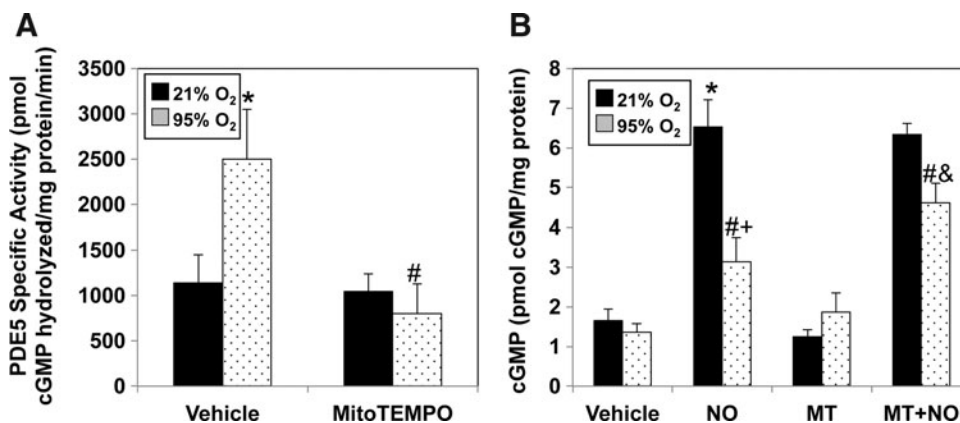 A
PDE5 Specific Activity (pmol
cGMP hydrolyzed/mg protein/min)
3500
3000
2500
2000
1500
1000
500
0
21% O₂
95% O₂
*
#
Vehicle
MitoTEMPO
B
cGMP (pmol cGMP/mg protein)
8
7
6
5
4
3
2
1
0
21% O₂
95% O₂
*
#+
#&
Vehicle
NO
MT
MT+NO